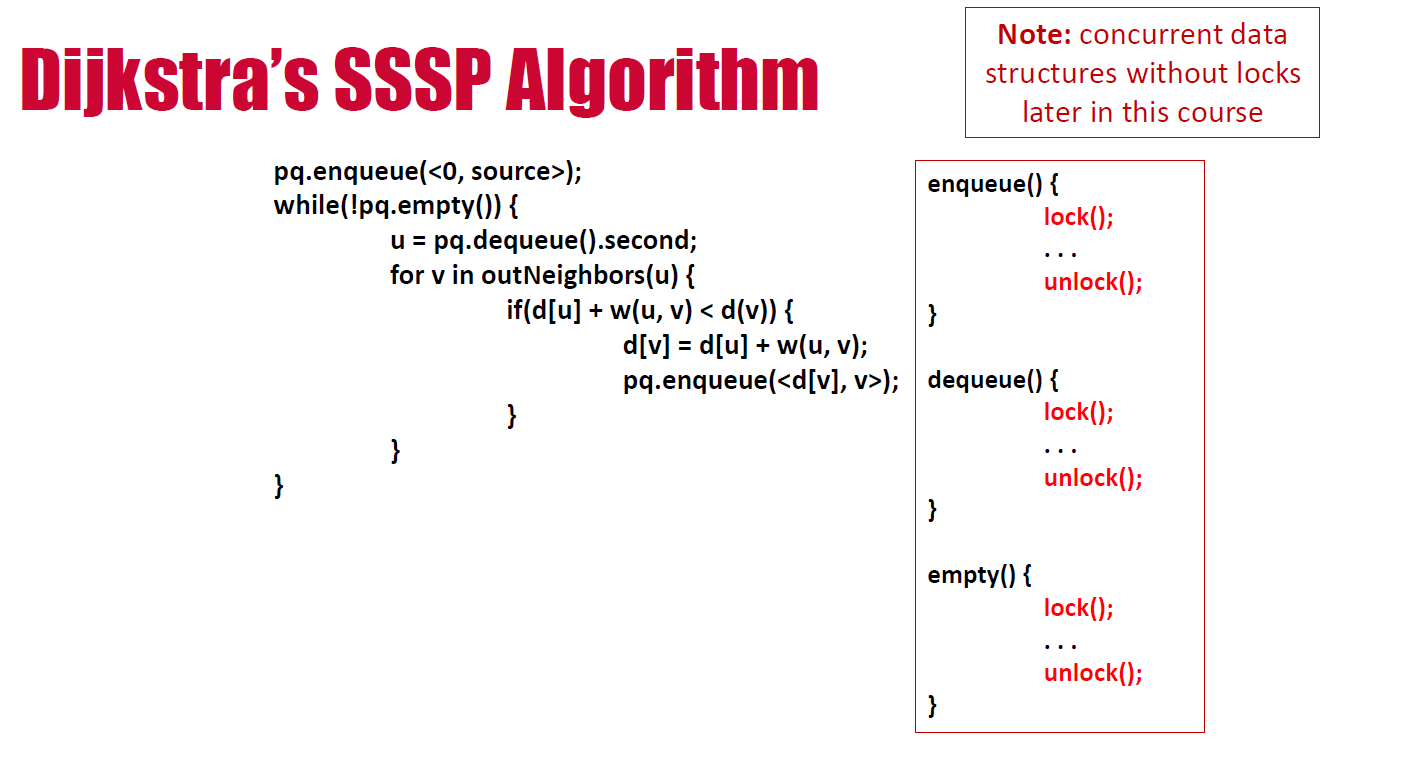 Dijkstra's SSSP Algorithm
Note: concurrent data
structures without locks
later in this course
pq.enqueue(<0, source>);
while(!pq.empty()) {
u = pq.dequeue().second;
for v in outNeighbors(u) {
if(d[u] + w(u, v) < d(v)) {
d[v] = d[u] + w(u, v);
pq.enqueue(<d[v], v>);
}
}
}
enqueue() {
lock();
. . .
unlock();
}
dequeue() {
lock();
. . .
unlock();
}
empty() {
lock();
. . .
unlock();
}